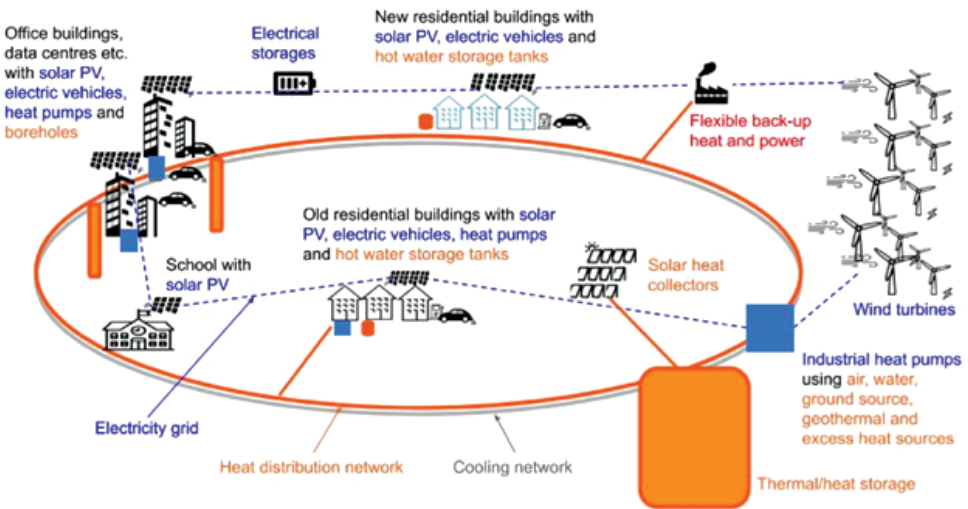 Office buildings,
data centres etc.
with solar PV,
electric vehicles,
heat pumps and
boreholes
Electrical
storages
New residential buildings with
solar PV, electric vehicles and
hot water storage tanks
Flexible back-up
heat and power
Old residential buildings with solar
PV, electric vehicles, heat pumps
and hot water storage tanks
School with
solar PV
Solar heat
collectors
Wind turbines
Industrial heat pumps
using air, water,
ground source,
geothermal and
excess heat sources
Electricity grid
Heat distribution network
Cooling network
Thermal/heat storage